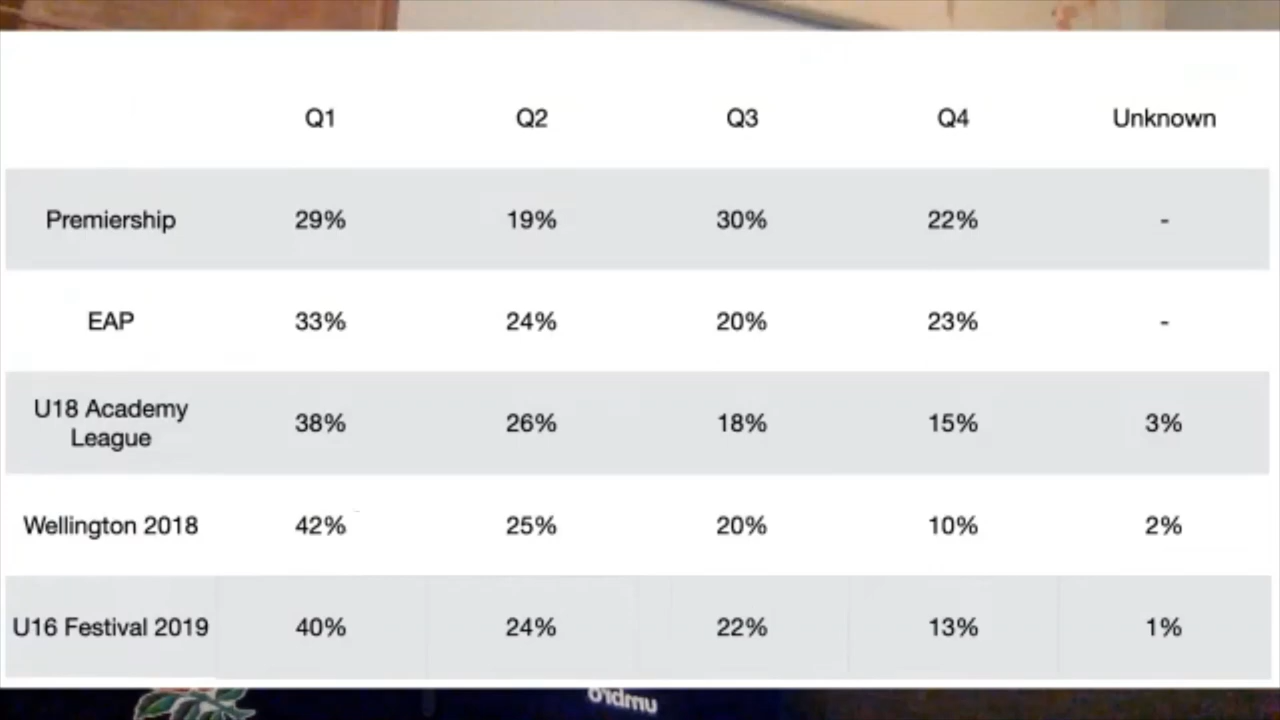 Q1 Q2 Q3 Q4 Unknown
Premiership 29% 19% 30% 22% -
EAP 33% 24% 20% 23% -
U18 Academy
League 38% 26% 18% 15% 3%
Wellington 2018 42% 25% 20% 10% 2%
U16 Festival 2019 40% 24% 22% 13% 1%